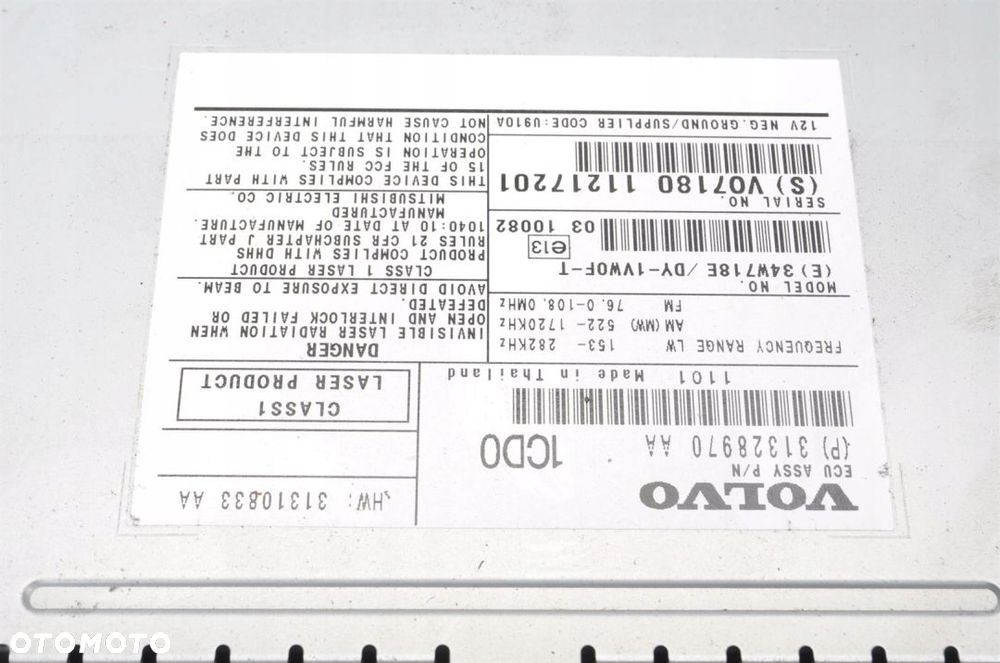 VOLVO
ECU ASSY P/N
(P) 31328970 AA
1CD0
1101 Made in Thailand
HW: 31310833 AA
CLASS1
LASER PRODUCT
FREQUENCY RANGE LW 153- 282KHz
AM(MW) 522- 1720KHz
FM 76.0-108.0MHz
MODEL NO.
(E)34W718E/DY-1VW0F-T
e13
03 10082
SERIAL NO.
(S) VO7180 11217201
12V NEG.GROUND/SUPPLIER CODE:U910A
DANGER
INVISIBLE LASER RADIATION WHEN
OPEN AND INTERLOCK FAILED OR
DEFEATED.
AVOID DIRECT EXPOSURE TO BEAM.
CLASS 1 LASER PRODUCT
PRODUCT COMPLIES WITH DHHS
RULES 21 CFR SUBCHAPTER J PART
1040:10 AT DATE OF MANUFACTURE.
MANUFACTURED
MITSUBISHI ELECTRIC CO.
THIS DEVICE COMPLIES WITH PART
15 OF THE FCC RULES.
OPERATION IS SUBJECT TO THE
CONDITION THAT THIS DEVICE DOES
NOT CAUSE HARMFUL INTERFERENCE.
OTOMOTO